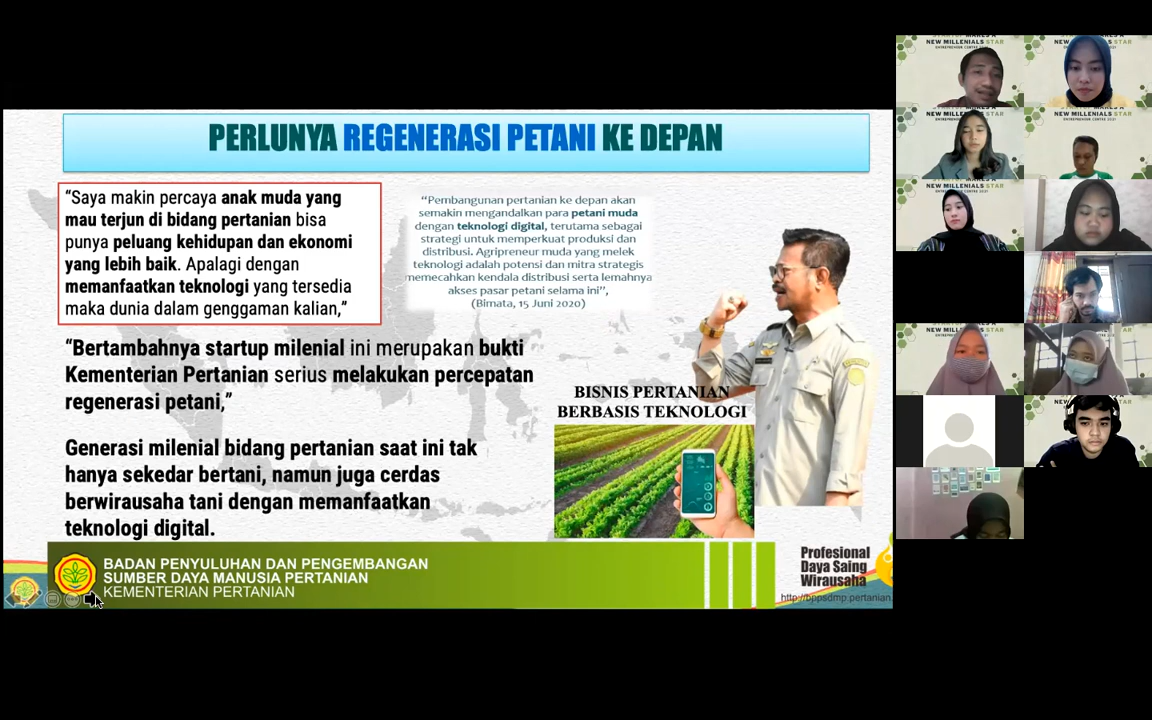 PERLUNYA REGENERASI PETANI KE DEPAN
“Saya makin percaya anak muda yang
mau terjun di bidang pertanian bisa
punya peluang kehidupan dan ekonomi
yang lebih baik. Apalagi dengan
memanfaatkan teknologi yang tersedia
maka dunia dalam genggaman kalian,”
“Pembangunan pertanian ke depan akan
semakin mengandalkan para petani muda
dengan teknologi digital, terutama sebagai
strategi untuk memperkuat produksi dan
distribusi. Agripreneur muda yang melek
teknologi adalah potensi dan mitra strategis
memecahkan kendala distribusi serta lemahnya
akses pasar petani selama ini”,
(Bimata, 15 Juni 2020)
“Bertambahnya startup milenial ini merupakan bukti
Kementerian Pertanian serius melakukan percepatan
regenerasi petani,”
Generasi milenial bidang pertanian saat ini tak
hanya sekedar bertani, namun juga cerdas
berwirausaha tani dengan memanfaatkan
teknologi digital.
BISNIS PERTANIAN
BERBASIS TEKNOLOGI
BADAN PENYULUHAN DAN PENGEMBANGAN
SUMBER DAYA MANUSIA PERTANIAN
KEMENTERIAN PERTANIAN
Profesional
Daya Saing
Wirausaha
http://bppsdmp.pertanian.
NEW MILLENIALS STAR
ENTREPRENEUR CENTRE 2021
NEW MILLENIALS STAR